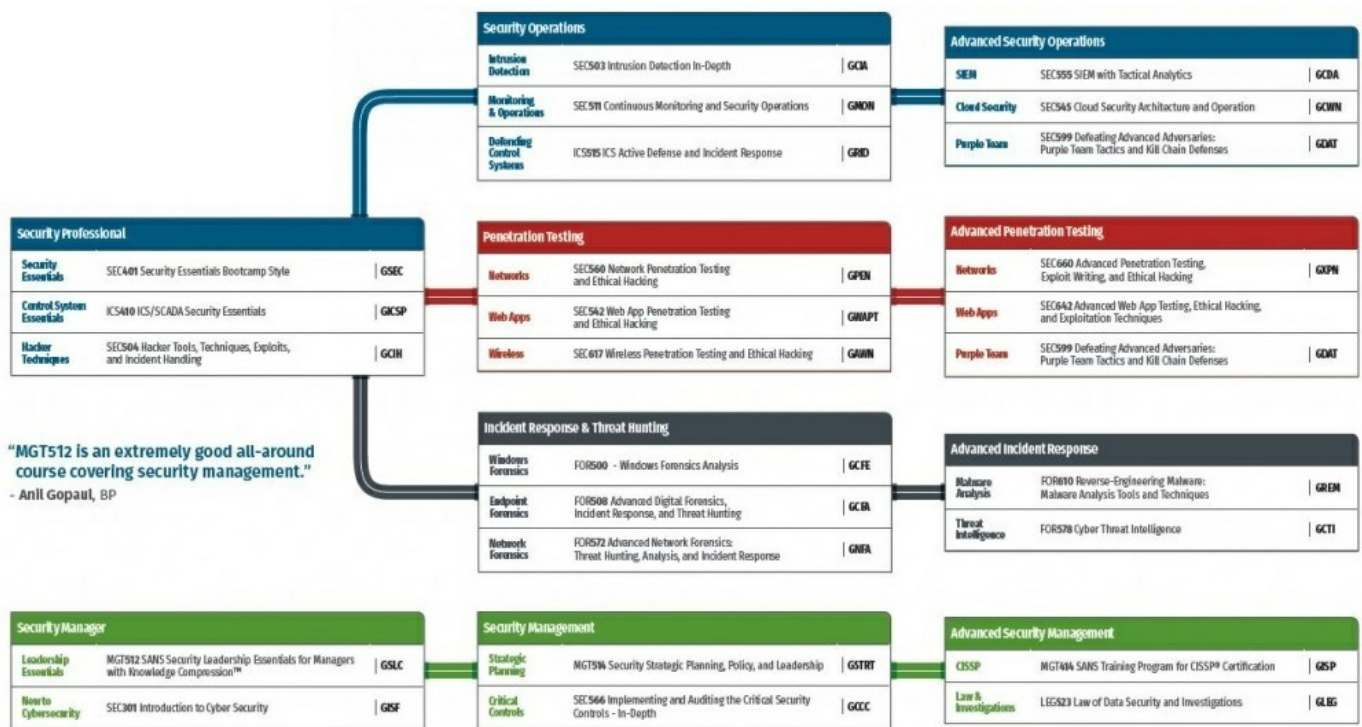 Security Operations
Intrusion
Detection
SEC503 Intrusion Detection In-Depth
GCIA
Monitoring
& Operations
SEC511 Continuous Monitoring and Security Operations
GMON
Defending
Control
Systems
ICS515 ICS Active Defense and Incident Response
GRID
Advanced Security Operations
SIEM
SEC555 SIEM with Tactical Analytics
GCDA
Cloud Security
SEC545 Cloud Security Architecture and Operation
GCWN
Purple Team
SEC599 Defeating Advanced Adversaries:
Purple Team Tactics and Kill Chain Defenses
GDAT
Security Professional
Security
Essentials
SEC401 Security Essentials Bootcamp Style
GSEC
Control System
Essentials
ICS410 ICS/SCADA Security Essentials
GICSP
Hacker
Techniques
SEC504 Hacker Tools, Techniques, Exploits,
and Incident Handling
GCIH
Penetration Testing
Networks
SEC560 Network Penetration Testing
and Ethical Hacking
GPEN
Web Apps
SEC542 Web App Penetration Testing
and Ethical Hacking
GWAPT
Wireless
SEC617 Wireless Penetration Testing and Ethical Hacking
GAWN
Advanced Penetration Testing
Networks
SEC660 Advanced Penetration Testing,
Exploit Writing, and Ethical Hacking
GXPN
Web Apps
SEC642 Advanced Web App Testing, Ethical Hacking,
and Exploitation Techniques
Purple Team
SEC599 Defeating Advanced Adversaries:
Purple Team Tactics and Kill Chain Defenses
GDAT
"MGT512 is an extremely good all-around
course covering security management."
- Anil Gopaul, BP
Incident Response & Threat Hunting
Windows
Forensics
FOR500 - Windows Forensics Analysis
GCFE
Endpoint
Forensics
FOR508 Advanced Digital Forensics,
Incident Response, and Threat Hunting
GCFA
Network
Forensics
FOR572 Advanced Network Forensics:
Threat Hunting, Analysis, and Incident Response
GNFA
Advanced Incident Response
Malware
Analysis
FOR610 Reverse-Engineering Malware:
Malware Analysis Tools and Techniques
GREM
Threat
Intelligence
FOR578 Cyber Threat Intelligence
GCTI
Security Manager
Leadership
Essentials
MGT512 SANS Security Leadership Essentials for Managers
with Knowledge Compression™
GSLC
New to
Cybersecurity
SEC301 Introduction to Cyber Security
GISF
Security Management
Strategic
Planning
MGT514 Security Strategic Planning, Policy, and Leadership
GSTRT
Critical
Controls
SEC566 Implementing and Auditing the Critical Security
Controls - In-Depth
GCCC
Advanced Security Management
CISSP
MGT414 SANS Training Program for CISSP® Certification
GISP
Law &
Investigations
LEG523 Law of Data Security and Investigations
GLEG